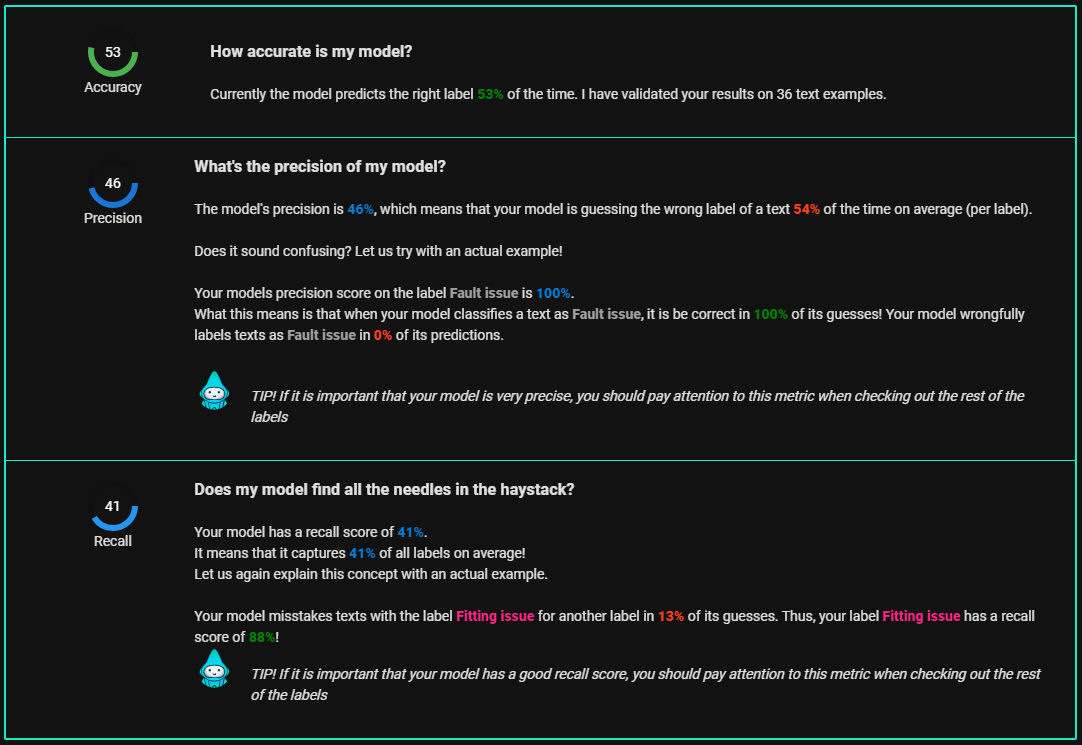 53
Accuracy
How accurate is my model?
Currently the model predicts the right label 53% of the time. I have validated your results on 36 text examples.
46
Precision
What's the precision of my model?
The model's precision is 46%, which means that your model is guessing the wrong label of a text 54% of the time on average (per label).
Does it sound confusing? Let us try with an actual example!
Your models precision score on the label Fault issue is 100%.
What this means is that when your model classifies a text as Fault issue, it is be correct in 100% of its guesses! Your model wrongfully
labels texts as Fault issue in 0% of its predictions.
TIP! If it is important that your model is very precise, you should pay attention to this metric when checking out the rest of the
labels
41
Recall
Does my model find all the needles in the haystack?
Your model has a recall score of 41%.
It means that it captures 41% of all labels on average!
Let us again explain this concept with an actual example.
Your model misstakes texts with the label Fitting issue for another label in 13% of its guesses. Thus, your label Fitting issue has a recall
score of 88%!
TIP! If it is important that your model has a good recall score, you should pay attention to this metric when checking out the rest
of the labels